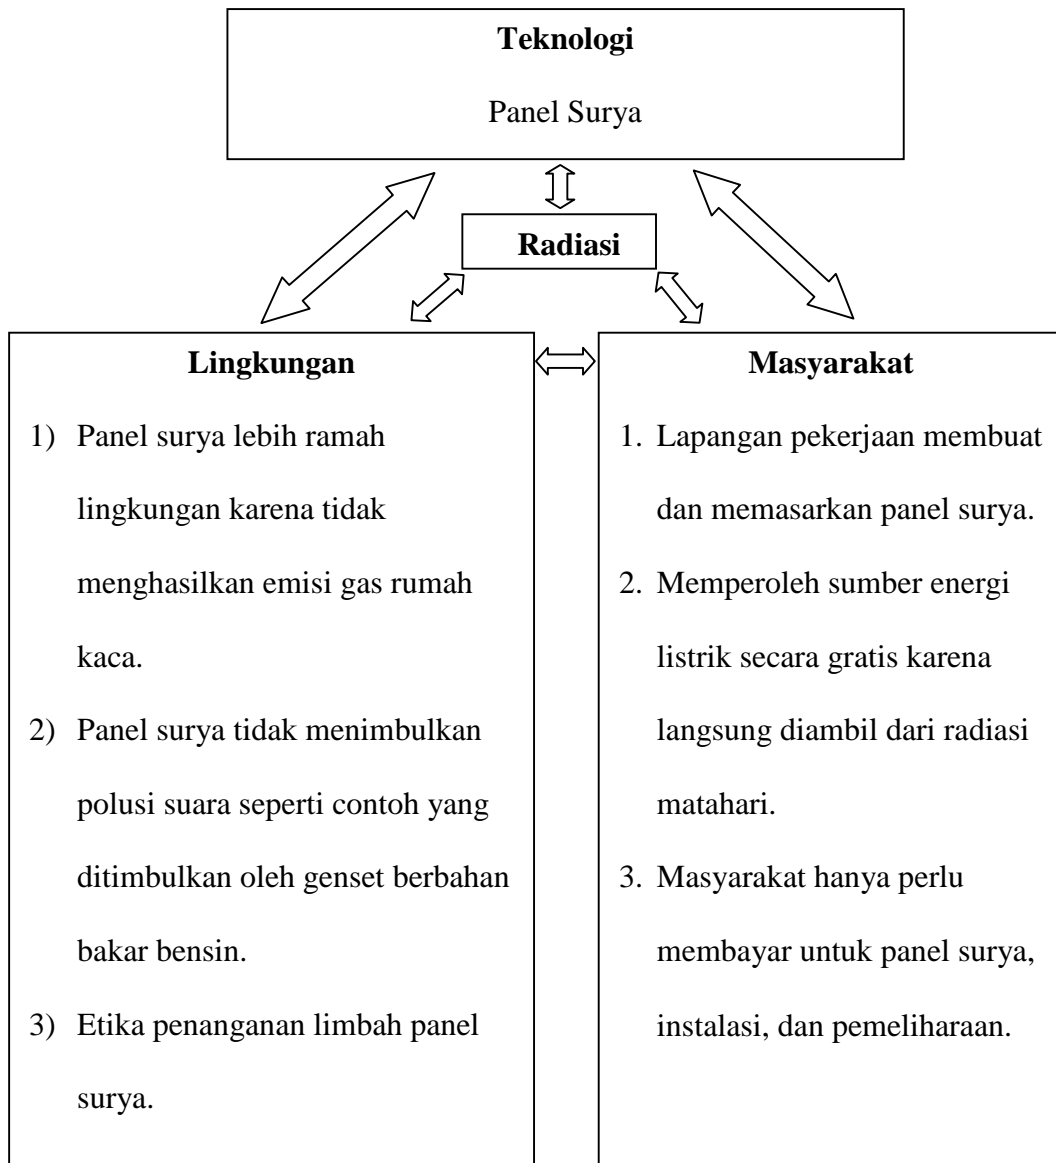 Teknologi
Panel Surya
Radiasi
Lingkungan
1) Panel surya lebih ramah
lingkungan karena tidak
menghasilkan emisi gas rumah
kaca.
2) Panel surya tidak menimbulkan
polusi suara seperti contoh yang
ditimbulkan oleh genset berbahan
bakar bensin.
3) Etika penanganan limbah panel
surya.
Masyarakat
1. Lapangan pekerjaan membuat
dan memasarkan panel surya.
2. Memperoleh sumber energi
listrik secara gratis karena
langsung diambil dari radiasi
matahari.
3. Masyarakat hanya perlu
membayar untuk panel surya,
instalasi, dan pemeliharaan.